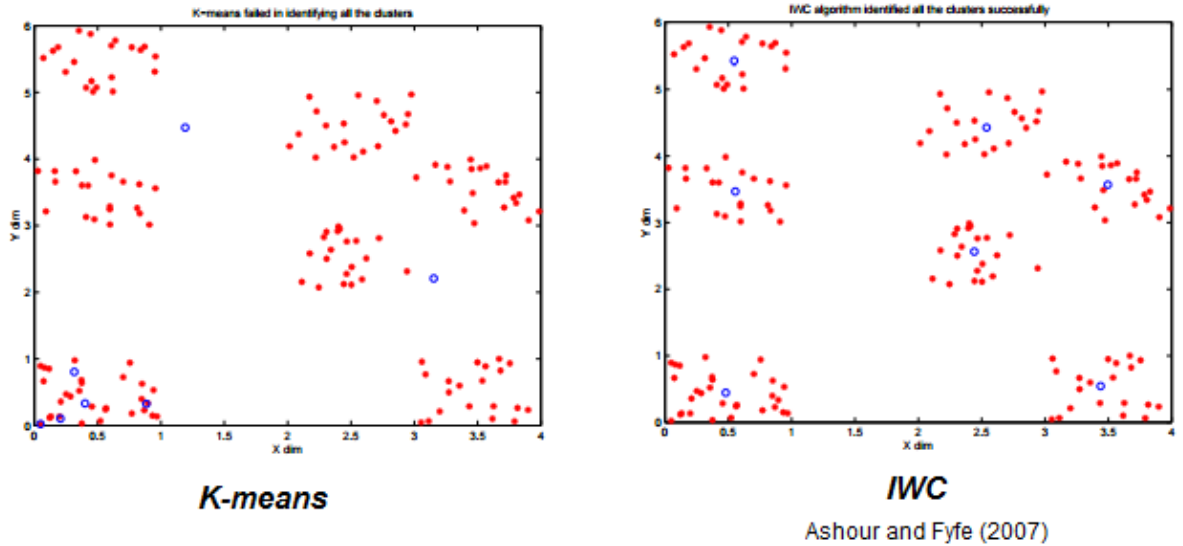 K-means failed in identifying all the clusters
6
5
4
3
2
1
0
Y dim
0 0.5 1 1.5 2 2.5 3 3.5 4
X dim
K-means
IWC algorithm identified all the clusters successfully
6
5
4
3
2
1
0
Y dim
0 0.5 1 1.5 2 2.5 3 3.5 4
X dim
IWC
Ashour and Fyfe (2007)